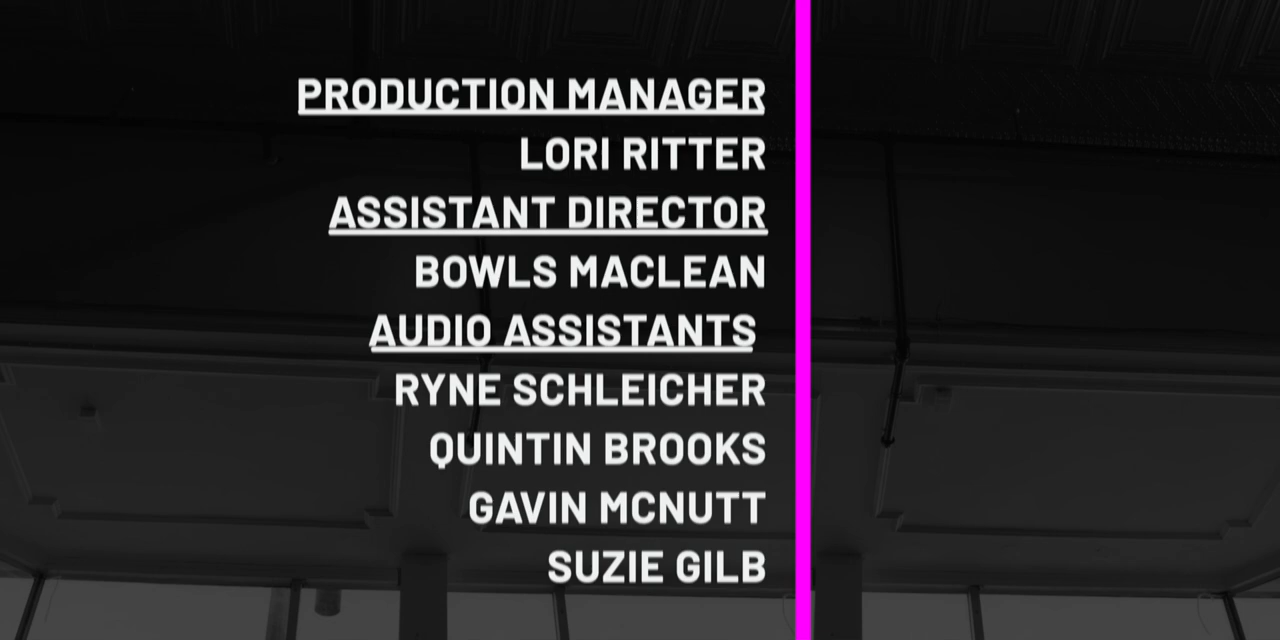 PRODUCTION MANAGER
LORI RITTER
ASSISTANT DIRECTOR
BOWLS MACLEAN
AUDIO ASSISTANTS
RYNE SCHLEICHER
QUINTIN BROOKS
GAVIN MCNUTT
SUZIE GILB